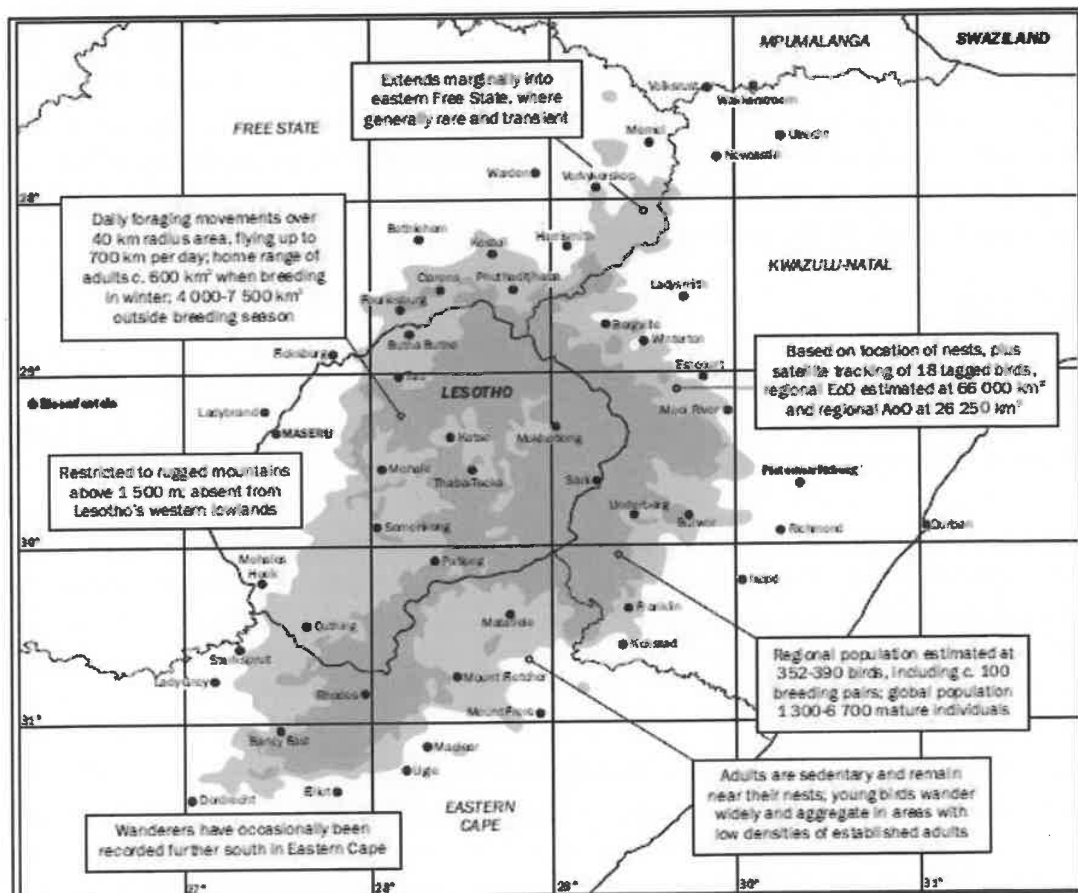 MPUMALANGA
SWAZILAND
Extends marginally into
eastern Free State, where
generally rare and transient
Volksrust
Wakkerstroom
FREE STATE
Memel
Utrecht
Newcastle
Warden
Verkykerskop
28°
Daily foraging movements over
40 km radius area, flying up to
700 km per day; home range of
adults c. 600 km² when breeding
in winter; 4 000-7 500 km²
outside breeding season
Bethlehem
Kestell
Harrismith
KWAZULU-NATAL
Clarens
Phuthaditjhaba
Ladysmith
Fouriesburg
Bergville
Butha Buthe
Winterton
Ficksburg
Based on location of nests, plus
satellite tracking of 18 tagged birds,
regional EoO estimated at 66 000 km²
and regional AoO at 26 250 km²
29°
Estcourt
LESOTHO
Bloemfontein
Ladybrand
Mooi River
MASERU
Katse
Mokhotlong
Restricted to rugged mountains
above 1 500 m; absent from
Lesotho's western lowlands
Mohale
Thaba-Tseka
Sani
Pietermaritzburg
Underberg
Bulwer
Semonkong
Richmond
Durban
30°
Mohales
Hoek
Ixopo
Franklin
Matatiele
Quthing
Kokstad
Sterkspruit
Regional population estimated at
352-390 birds, including c. 100
breeding pairs; global population
1 300-6 700 mature individuals
Lady Grey
Mount Fletcher
Rhodes
Mount Frere
31°
Barkly East
Maclear
Ugie
Adults are sedentary and remain
near their nests; young birds wander
widely and aggregate in areas with
low densities of established adults
Elliot
Dordrecht
EASTERN
CAPE
Wanderers have occasionally been
recorded further south in Eastern Cape
27°
28°
29°
30°
31°